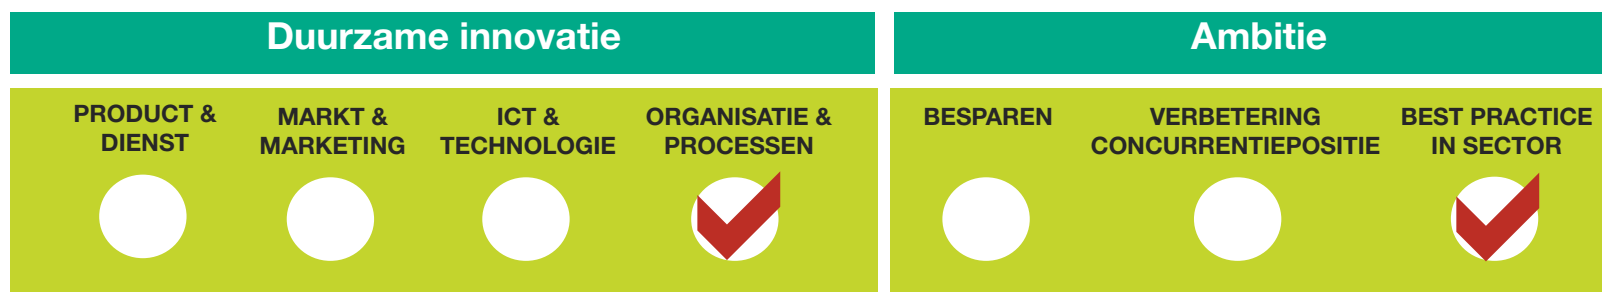 Duurzame innovatie
PRODUCT &
DIENST
MARKT &
MARKETING
ICT &
TECHNOLOGIE
ORGANISATIE &
PROCESSEN
Ambitie
BESPAREN
VERBETERING
CONCURRENTIEPOSITIE
BEST PRACTICE
IN SECTOR